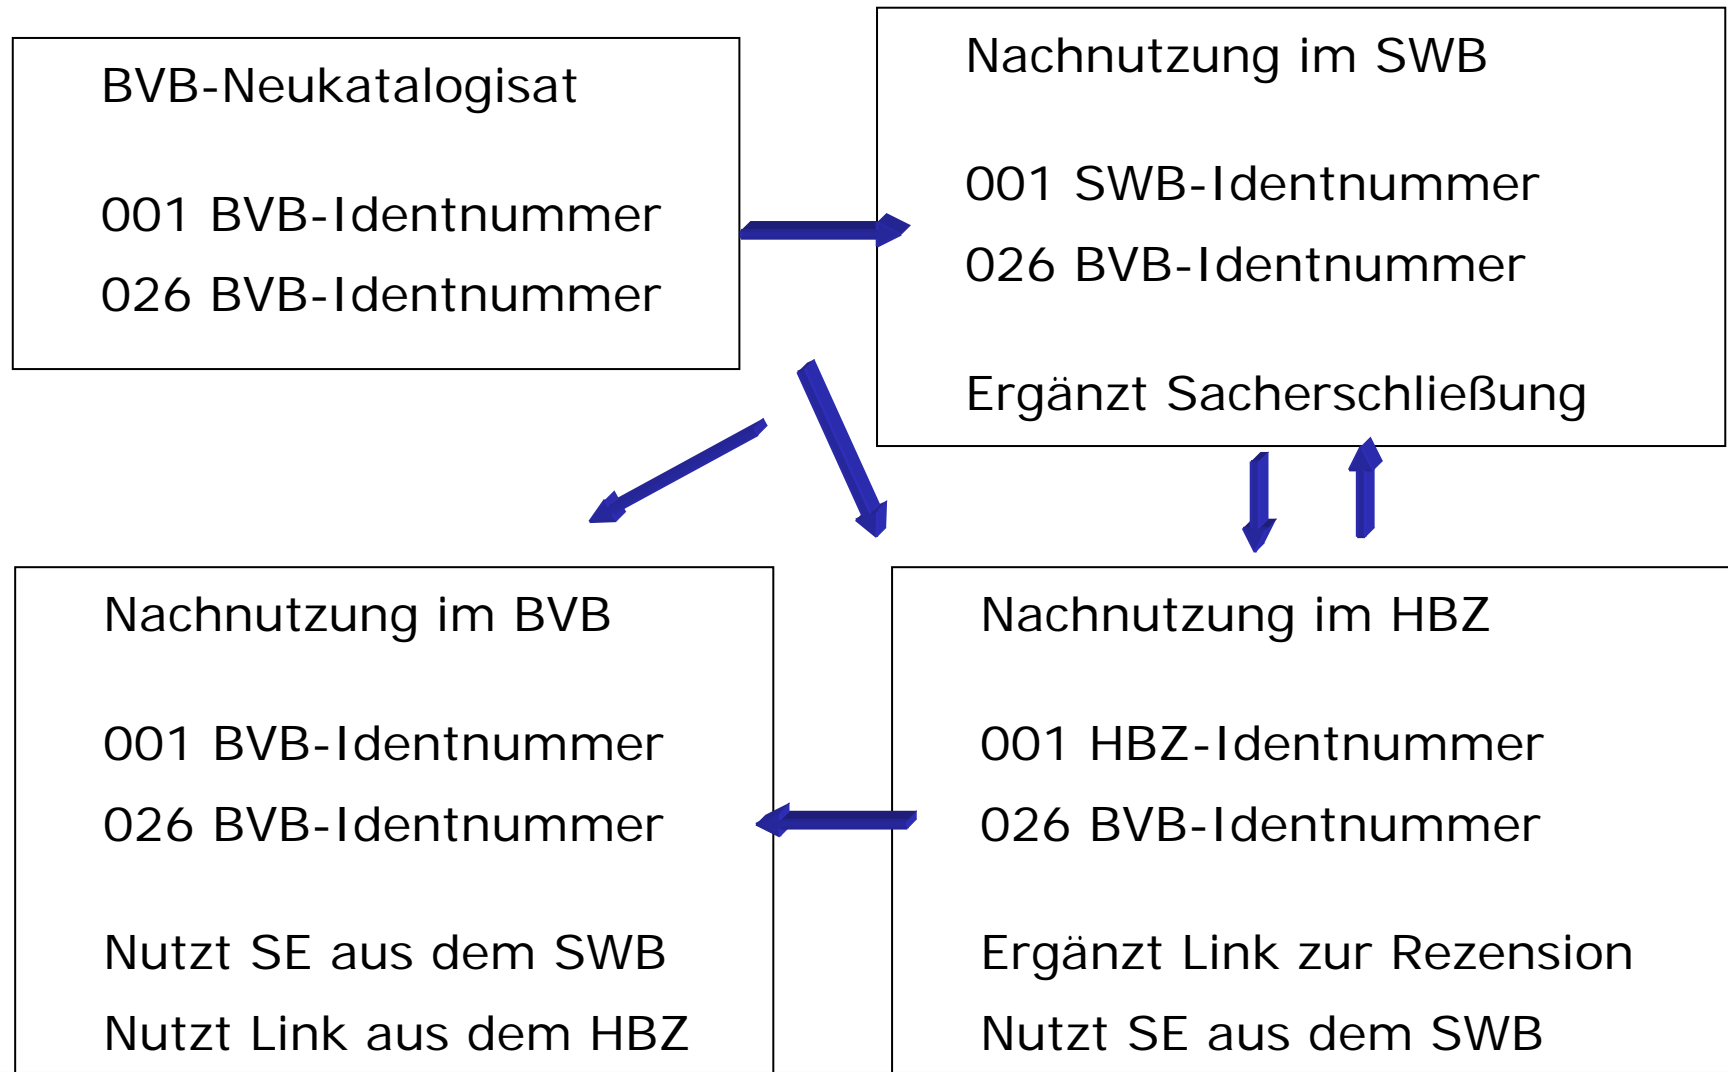 BVB-Neukatalogisat
001 BVB-Identnummer
026 BVB-Identnummer
Nachnutzung im SWB
001 SWB-Identnummer
026 BVB-Identnummer
Ergänzt Sacherschließung
Nachnutzung im BVB
001 BVB-Identnummer
026 BVB-Identnummer
Nutzt SE aus dem SWB
Nutzt Link aus dem HBZ
Nachnutzung im HBZ
001 HBZ-Identnummer
026 BVB-Identnummer
Ergänzt Link zur Rezension
Nutzt SE aus dem SWB